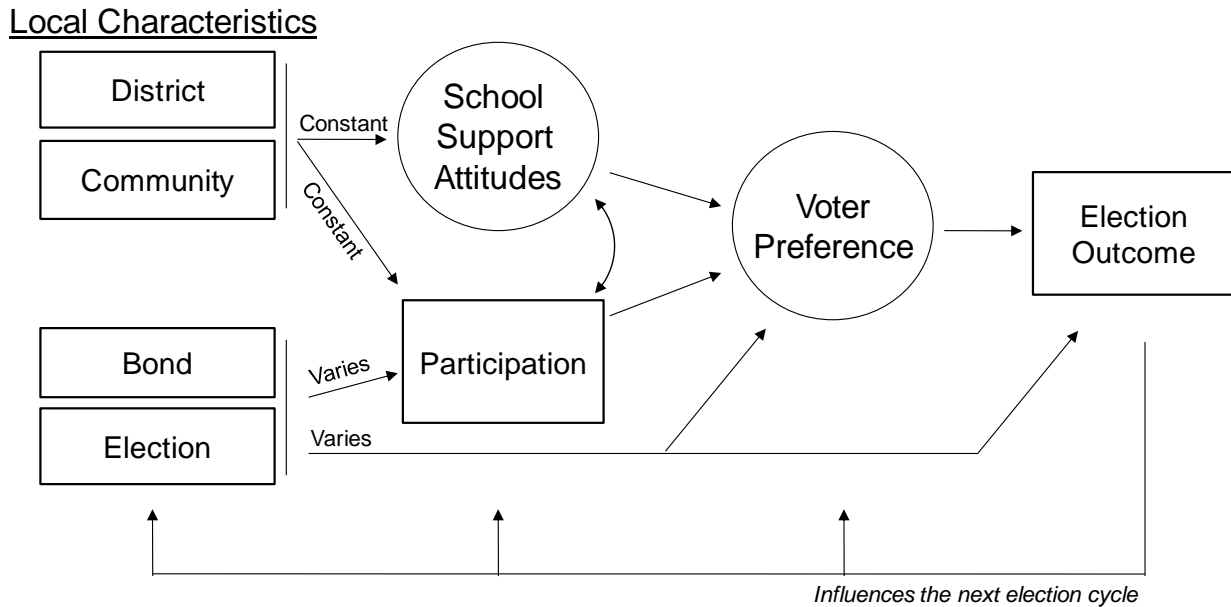 Local Characteristics
District
Community
Constant
Constant
School
Support
Attitudes
Voter
Preference
Election
Outcome
Bond
Election
Varies
Varies
Participation
Influences the next election cycle